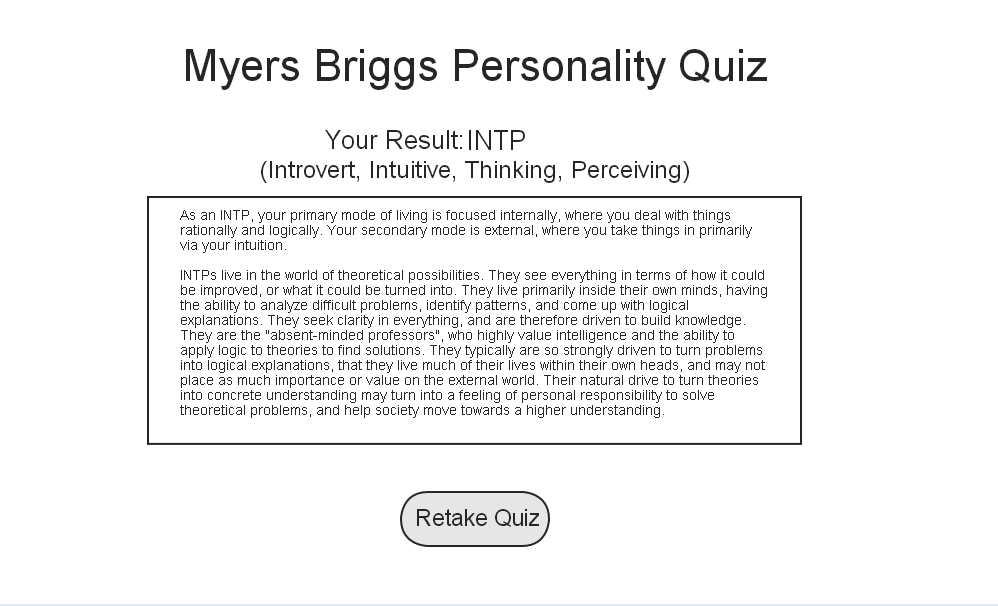 Myers Briggs Personality Quiz
Your Result:INTP
(Introvert, Intuitive, Thinking, Perceiving)
As an INTP, your primary mode of living is focused internally, where you deal with things
rationally and logically. Your secondary mode is external, where you take things in primarily
via your intuition.
INTPs live in the world of theoretical possibilities. They see everything in terms of how it could
be improved, or what it could be turned into. They live primarily inside their own minds, having
the ability to analyze difficult problems, identify patterns, and come up with logical
explanations. They seek clarity in everything, and are therefore driven to build knowledge.
They are the "absent-minded professors", who highly value intelligence and the ability to
apply logic to theories to find solutions. They typically are so strongly driven to turn problems
into logical explanations, that they live much of their lives within their own heads, and may not
place as much importance or value on the external world. Their natural drive to turn theories
into concrete understanding may turn into a feeling of personal responsibility to solve
theoretical problems, and help society move towards a higher understanding.
Retake Quiz